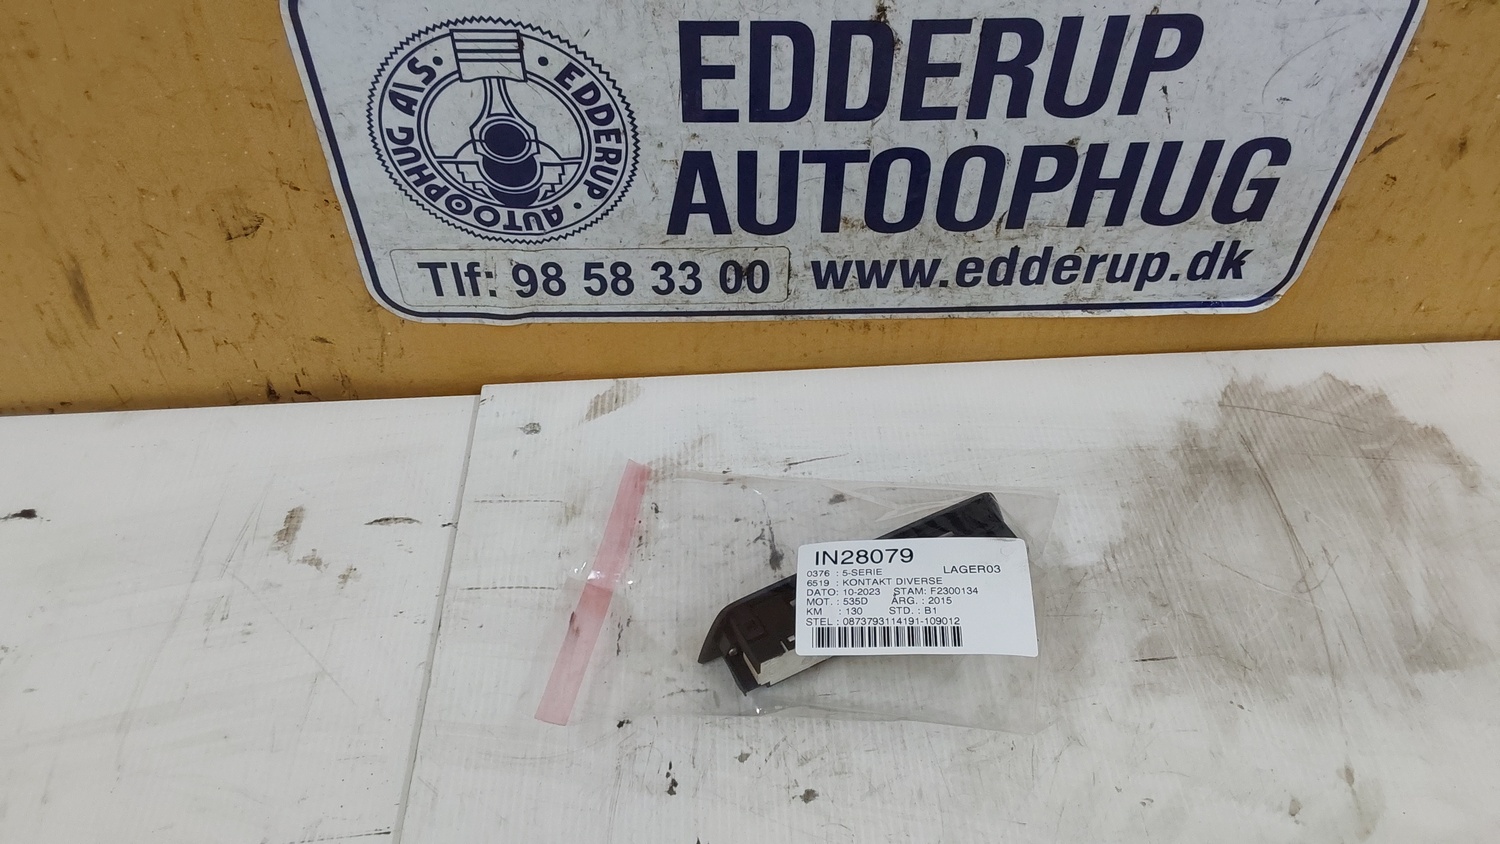 EDDERUP
AUTOOPHUG
EDDERUP · AUTOOPHUG A/S ·
Tlf: 98 58 33 00
www.edderup.dk
IN28079
LAGER03
0376 : 5-SERIE
6519 : KONTAKT DIVERSE
DATO: 10-2023 STAM: F2300134
MOT. : 535D ÅRG. : 2015
KM : 130 STD. : B1
STEL : 0873793114191-109012